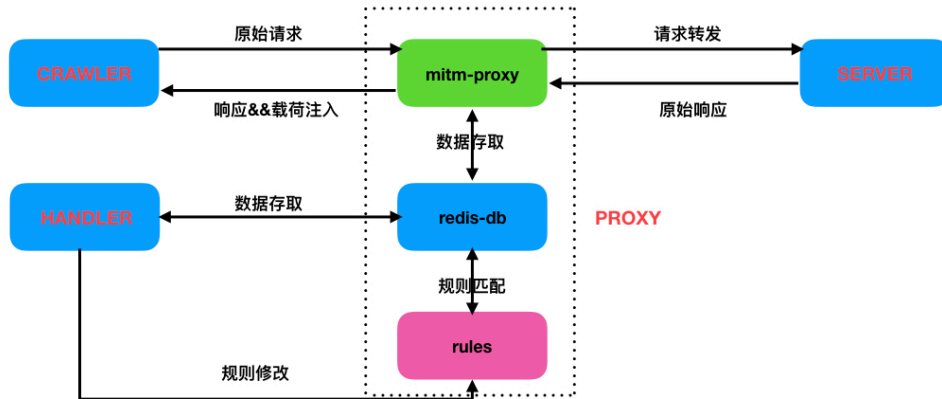 原始请求
请求转发
CRAWLER
mitm-proxy
SERVER
响应&&载荷注入
原始响应
数据存取
HANDLER
数据存取
redis-db
PROXY
规则匹配
rules
规则修改